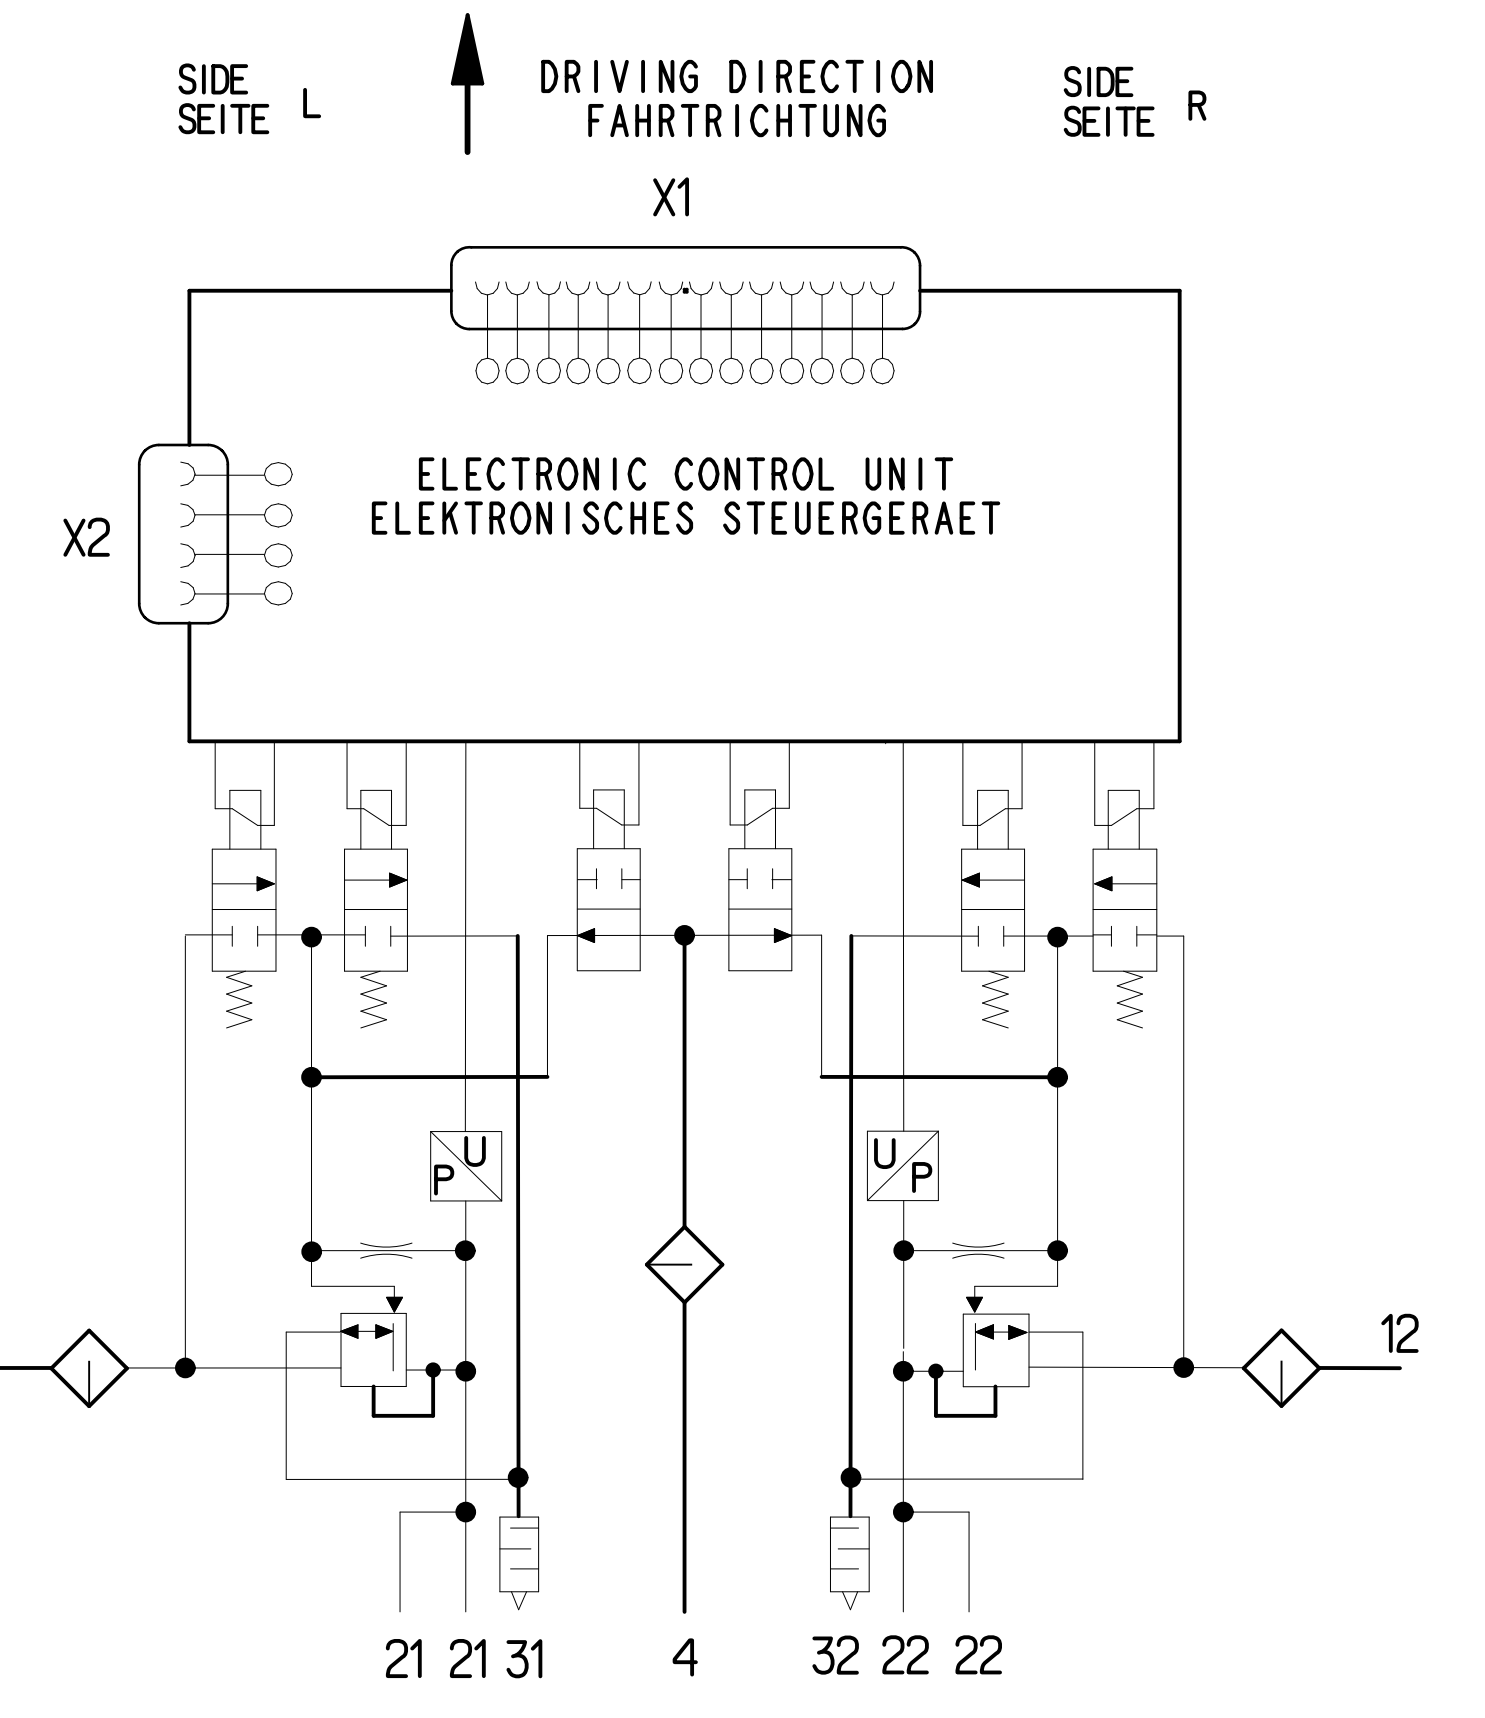 SIDE
SEITE L
DRIVING DIRECTION
FAHRTRICHTUNG
SIDE
SEITE R
X1
X2
ELECTRONIC CONTROL UNIT
ELEKTRONISCHES STEUERGERAET
P U
U P
12
21 21 31 4 32 22 22